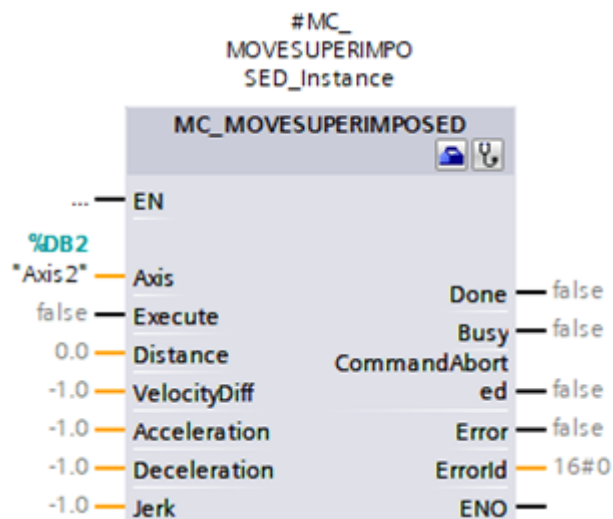 #MC_
MOVESUPERIMPO
SED_Instance
MC_MOVESUPERIMPOSED
... EN
%DB2
"Axis2" Axis
Done false
false Execute
Busy false
0.0 Distance
CommandAbort
ed false
-1.0 VelocityDiff
-1.0 Acceleration
Error false
-1.0 Deceleration
ErrorId 16#0
-1.0 Jerk
ENO